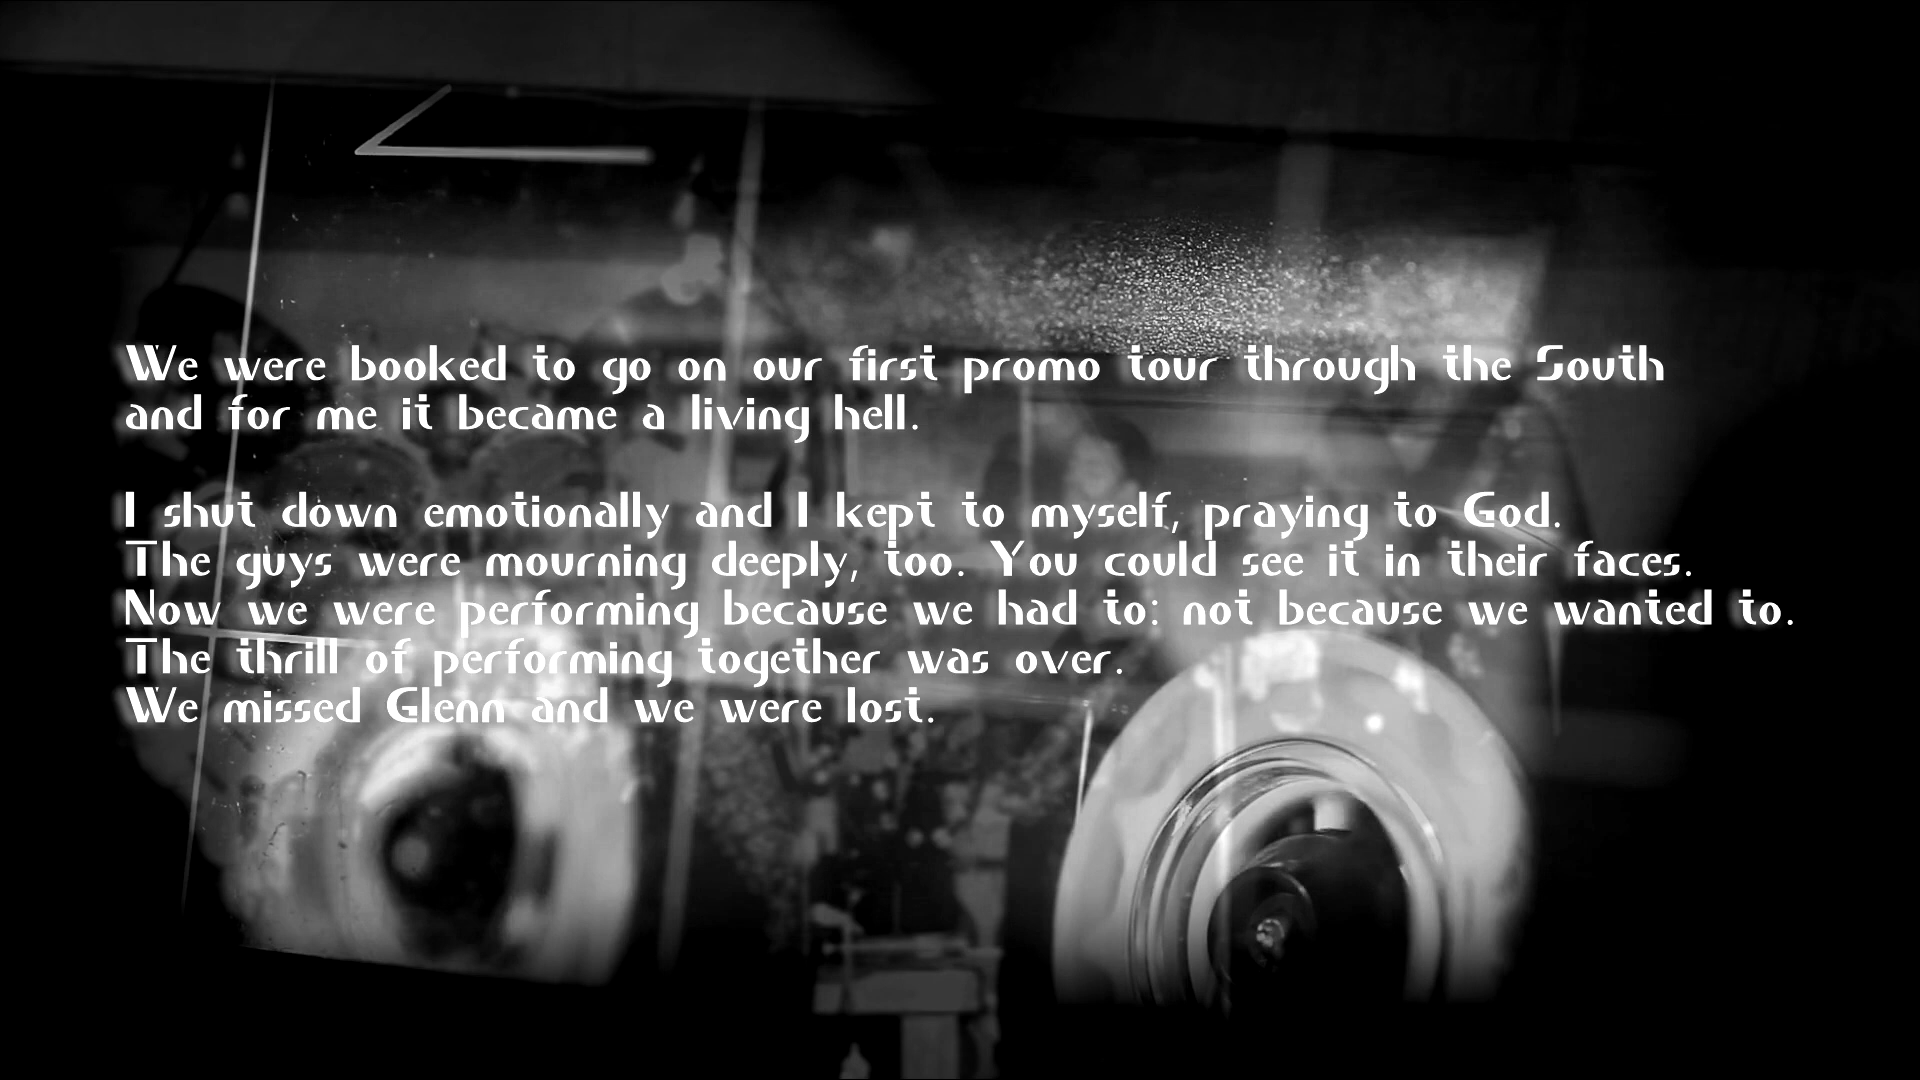 We were booked to go on our first promo tour through the South
and for me it became a living hell.
I shut down emotionally and I kept to myself, praying to God.
The guys were mourning deeply, too. You could see it in their faces.
Now we were performing because we had to: not because we wanted to.
The thrill of performing together was over.
We missed Glenn and we were lost.